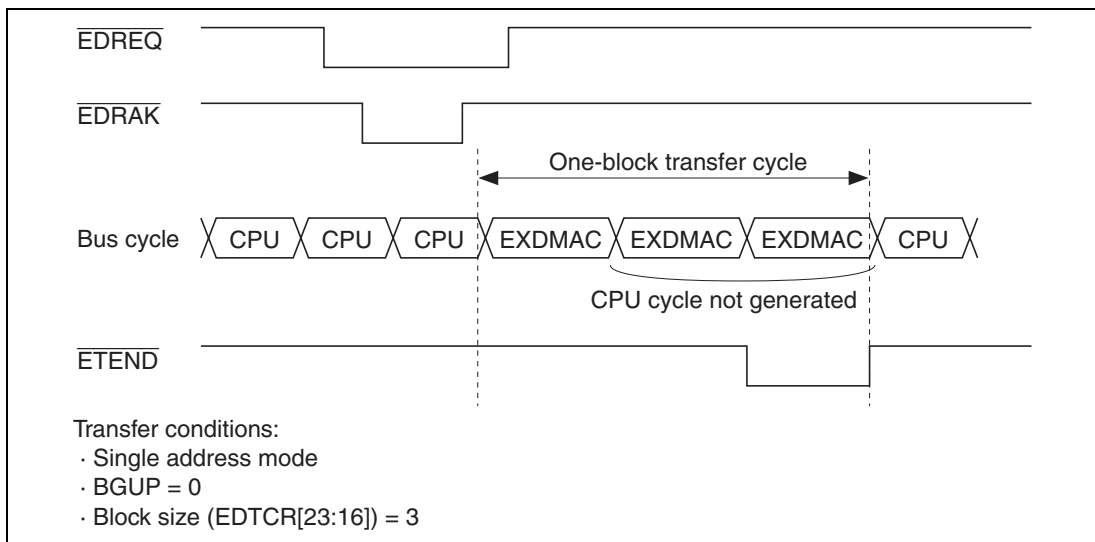 EDREQ
EDRAK
One-block transfer cycle
Bus cycle CPU CPU CPU EXDMAC EXDMAC EXDMAC CPU
CPU cycle not generated
ETEND
Transfer conditions:
· Single address mode
· BGUP = 0
· Block size (EDTCR[23:16]) = 3